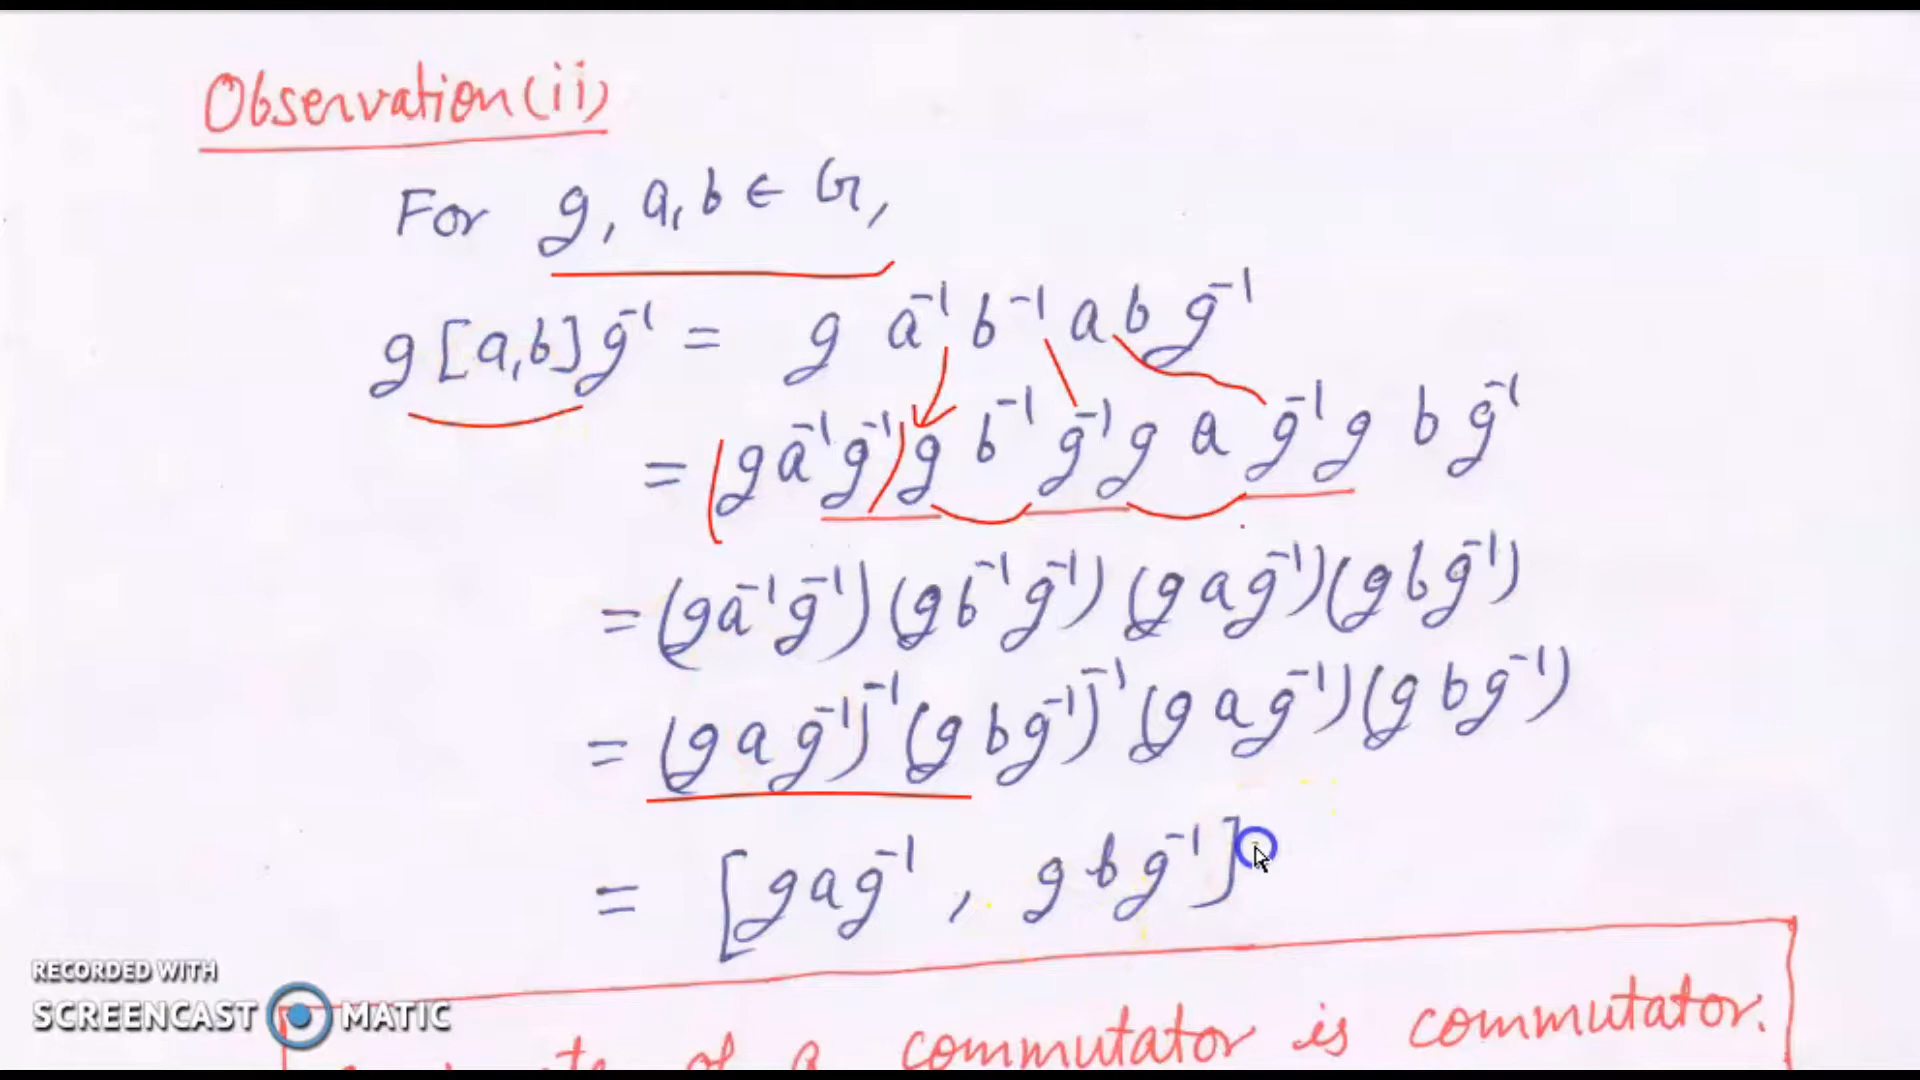 Observation (ii)
For g, a, b ∈ G,
g [a,b] g⁻¹ = g a⁻¹ b⁻¹ a b g⁻¹
= (g a⁻¹ g⁻¹) g b⁻¹ g⁻¹ g a g⁻¹ g b g⁻¹
= (g a⁻¹ g⁻¹) (g b⁻¹ g⁻¹) (g a g⁻¹) (g b g⁻¹)
= (g a g⁻¹)⁻¹ (g b g⁻¹)⁻¹ (g a g⁻¹) (g b g⁻¹)
= [g a g⁻¹ , g b g⁻¹]
of a commutator is commutator.
RECORDED WITH
SCREENCAST MATIC